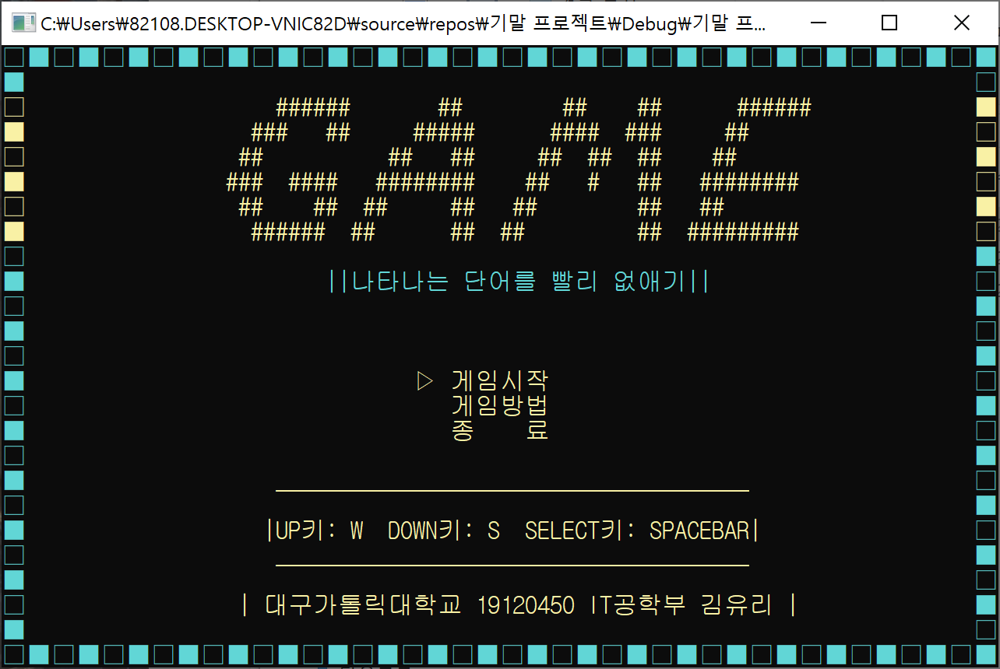 C:₩Users₩82108.DESKTOP-VNIC82D₩source₩repos₩기말 프로젝트₩Debug₩기말 프...
GAME
||나타나는 단어를 빨리 없애기||
▷ 게임시작
게임방법
종 료
|UP키: W DOWN키: S SELECT키: SPACEBAR|
| 대구가톨릭대학교 19120450 IT공학부 김유리 |